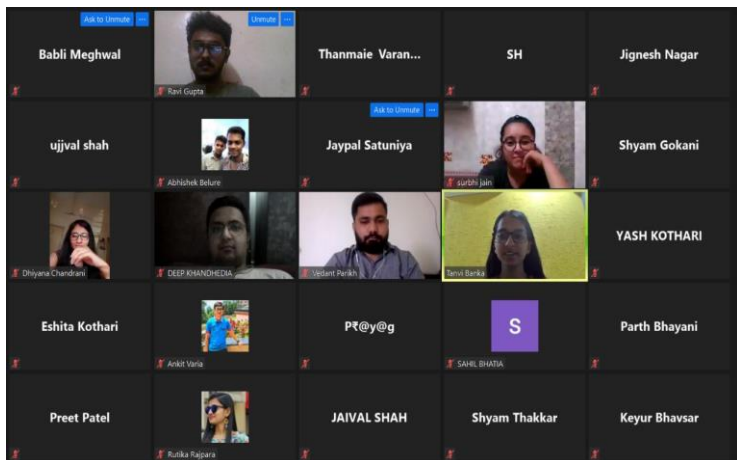 Ask to Unmute ...
Unmute ...
Babli Meghwal
Ravi Gupta
Thanmaie Varan...
SH
Jignesh Nagar
Ask to Unmute ...
ujjval shah
Abhishek Belure
Jaypal Satuniya
surbhi jain
Shyam Gokani
Dhiyana Chandrani
DEEP KHANDHEDIA
Vedant Parikh
Tanvi Banka
YASH KOTHARI
Eshita Kothari
Ankit Varia
P₹@y@g
S
SAHIL BHATIA
Parth Bhayani
Preet Patel
Rutika Rajpara
JAIVAL SHAH
Shyam Thakkar
Keyur Bhavsar